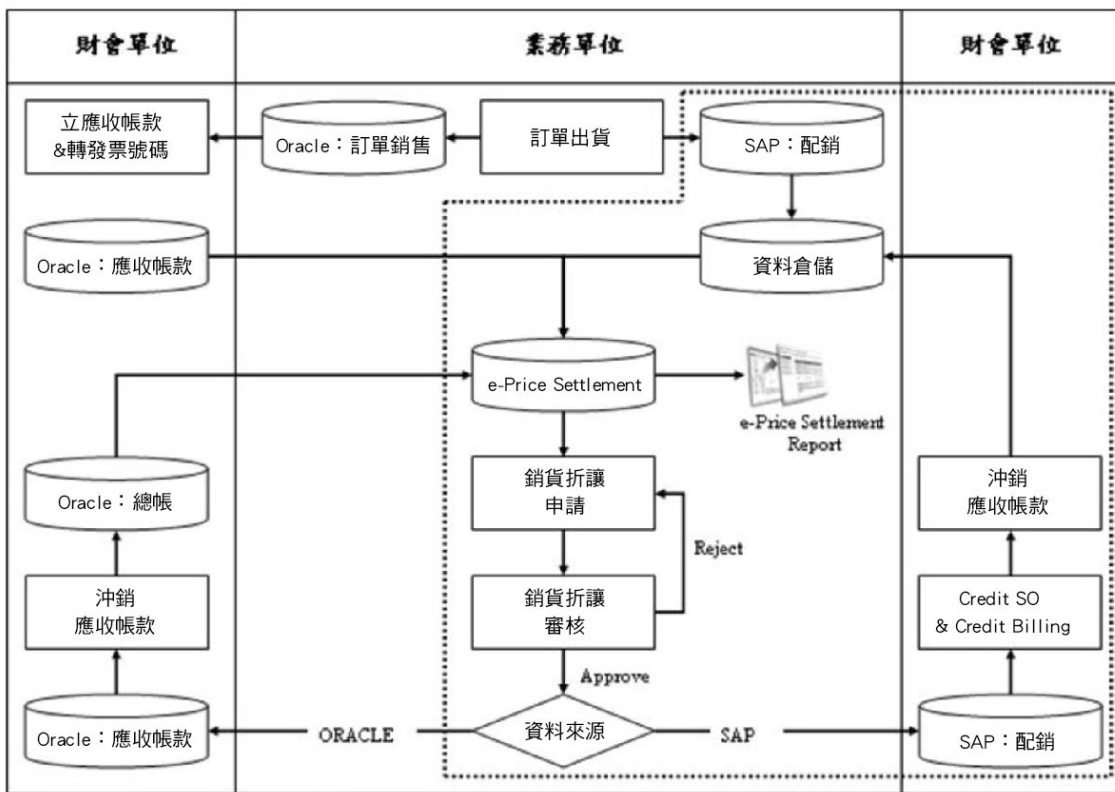 財會單位
業務單位
財會單位
立應收帳款
&轉發票號碼
Oracle：訂單銷售
訂單出貨
SAP：配銷
Oracle：應收帳款
資料倉儲
e-Price Settlement
e-Price Settlement
Report
Oracle：總帳
銷貨折讓
申請
沖銷
應收帳款
Reject
沖銷
應收帳款
銷貨折讓
審核
Credit SO
& Credit Billing
Approve
Oracle：應收帳款
ORACLE
資料來源
SAP
SAP：配銷